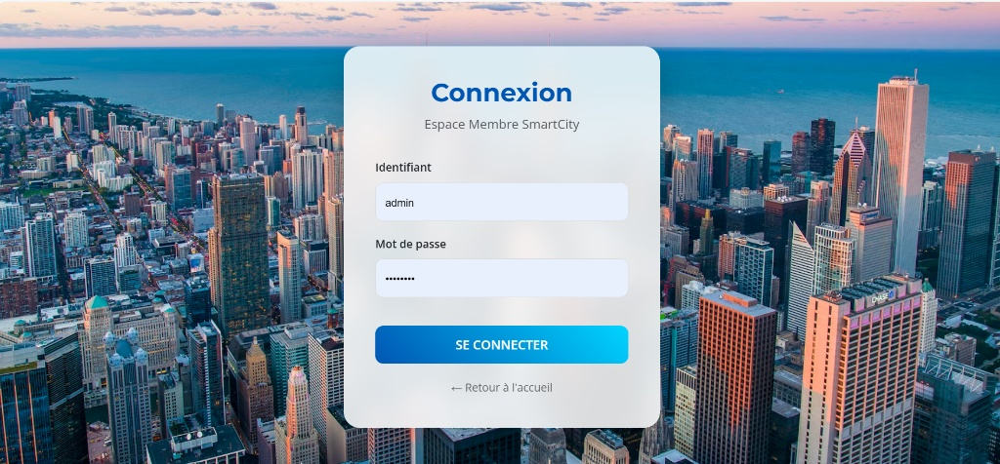 Connexion
Espace Membre SmartCity
Identifiant
admin
Mot de passe
••••••••
SE CONNECTER
← Retour à l'accueil